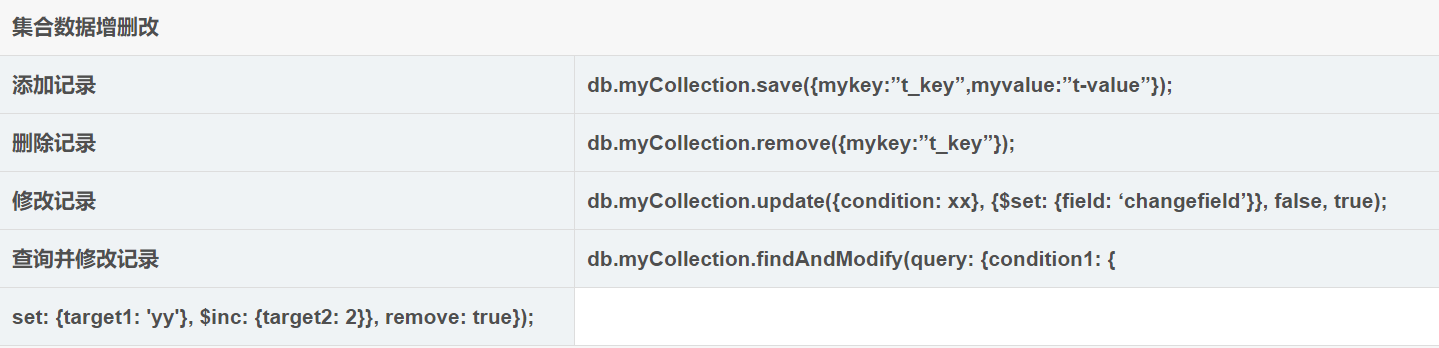 集合数据增删改
添加记录 db.myCollection.save({mykey:”t_key”,myvalue:”t-value”});
删除记录 db.myCollection.remove({mykey:”t_key”});
修改记录 db.myCollection.update({condition: xx}, {$set: {field: ‘changefield’}}, false, true);
查询并修改记录 db.myCollection.findAndModify(query: {condition1: {
set: {target1: 'yy'}, $inc: {target2: 2}}, remove: true});